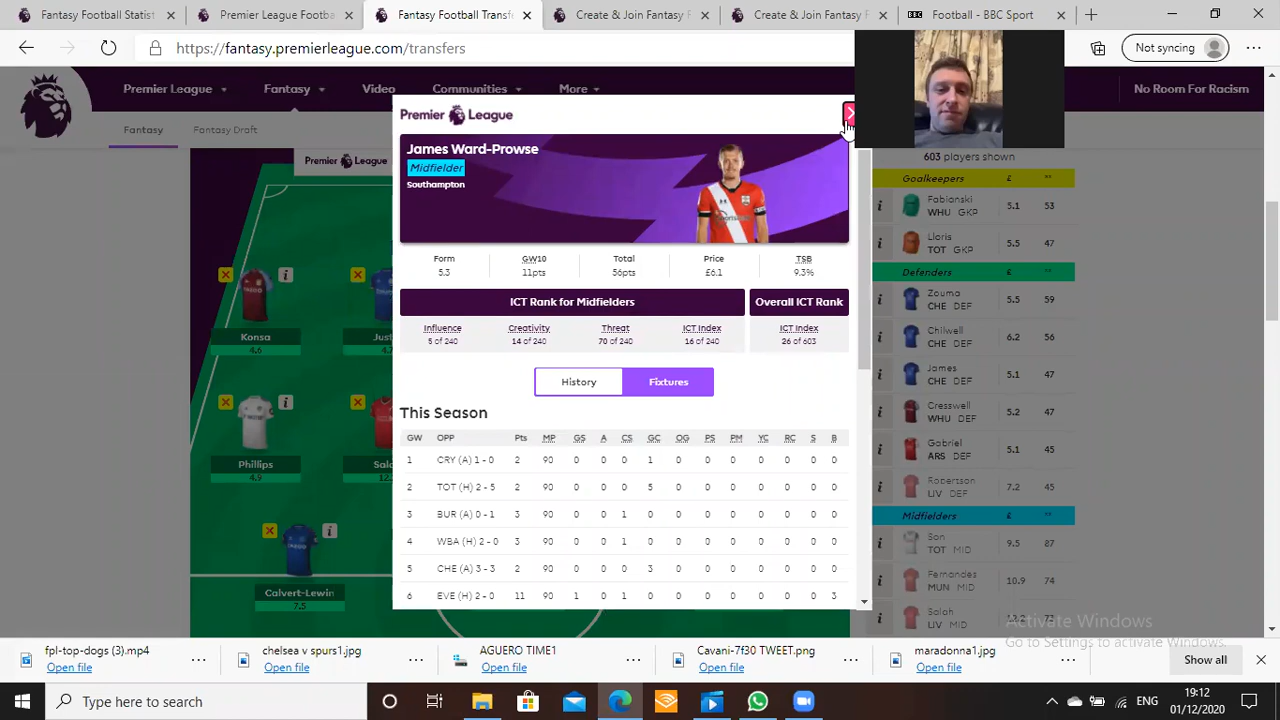 Fantasy Football Statist
Fantasy
Create & Join Fantasy F
Create & Join Fantas
BBC
Football - BBC Sport
https://fantasy.premierleague.com/transfers
Not syncing
Premier League
Fantasy
Video
Communities
More
No Room For Racism
Fantasy
Fantasy Draft
Premier League
Premier League
James Ward-Prowse
Midfielder
Southampton
Form GW10 Total Price TSB
5.3 11pts 56pts £6.1 9.3%
ICT Rank for Midfielders Overall ICT Rank
Influence Creativity Threat ICT Index ICT Index
5 of 240 14 of 240 70 of 240 16 of 240 26 of 603
History Fixtures
This Season
GW OPP Pts MP GS A CS GC OG PS PM YC RC S B
1 CRY (A) 1 - 0 2 90 0 0 0 1 0 0 0 0 0 0 0
2 TOT (H) 2 - 5 2 90 0 0 0 5 0 0 0 0 0 0 0
3 BUR (A) 0 - 1 3 90 0 0 1 0 0 0 0 0 0 0 0
4 WBA (H) 2 - 0 3 90 0 0 1 0 0 0 0 0 0 0 0
5 CHE (A) 3 - 3 2 90 0 0 0 3 0 0 0 0 0 0 0
6 EVE (H) 2 - 0 11 90 1 0 1 0 0 0 0 0 0 0 3
Konsa
4.6
Just
4.7
Phillips
4.9
Sala
12.
Calvert-Lewin
7.5
603 players shown
Goalkeepers £ **
Fabianski 5.1 53
WHU GKP
Lloris 5.5 47
TOT GKP
Defenders £ **
Zouma 5.5 59
CHE DEF
Chilwell 6.2 56
CHE DEF
James 5.1 47
CHE DEF
Cresswell 5.2 47
WHU DEF
Gabriel 5.1 45
ARS DEF
Robertson 7.2 45
LIV DEF
Midfielders £ **
Son 9.5 27
TOT MID
Fernandes 10.9 74
MUN MID
Salah 12.2
LIV MID
Activate Windows
Go to Settings to activate Windows.
fpl-top-dogs (3).mp4
Open file
chelsea v spurs1.jpg
Open file
AGUERO TIME1
Open file
Cavani-7f30 TWEET.png
Open file
maradonna1.jpg
Open file
Show all
Type here to search
ENG
19:12
01/12/2020